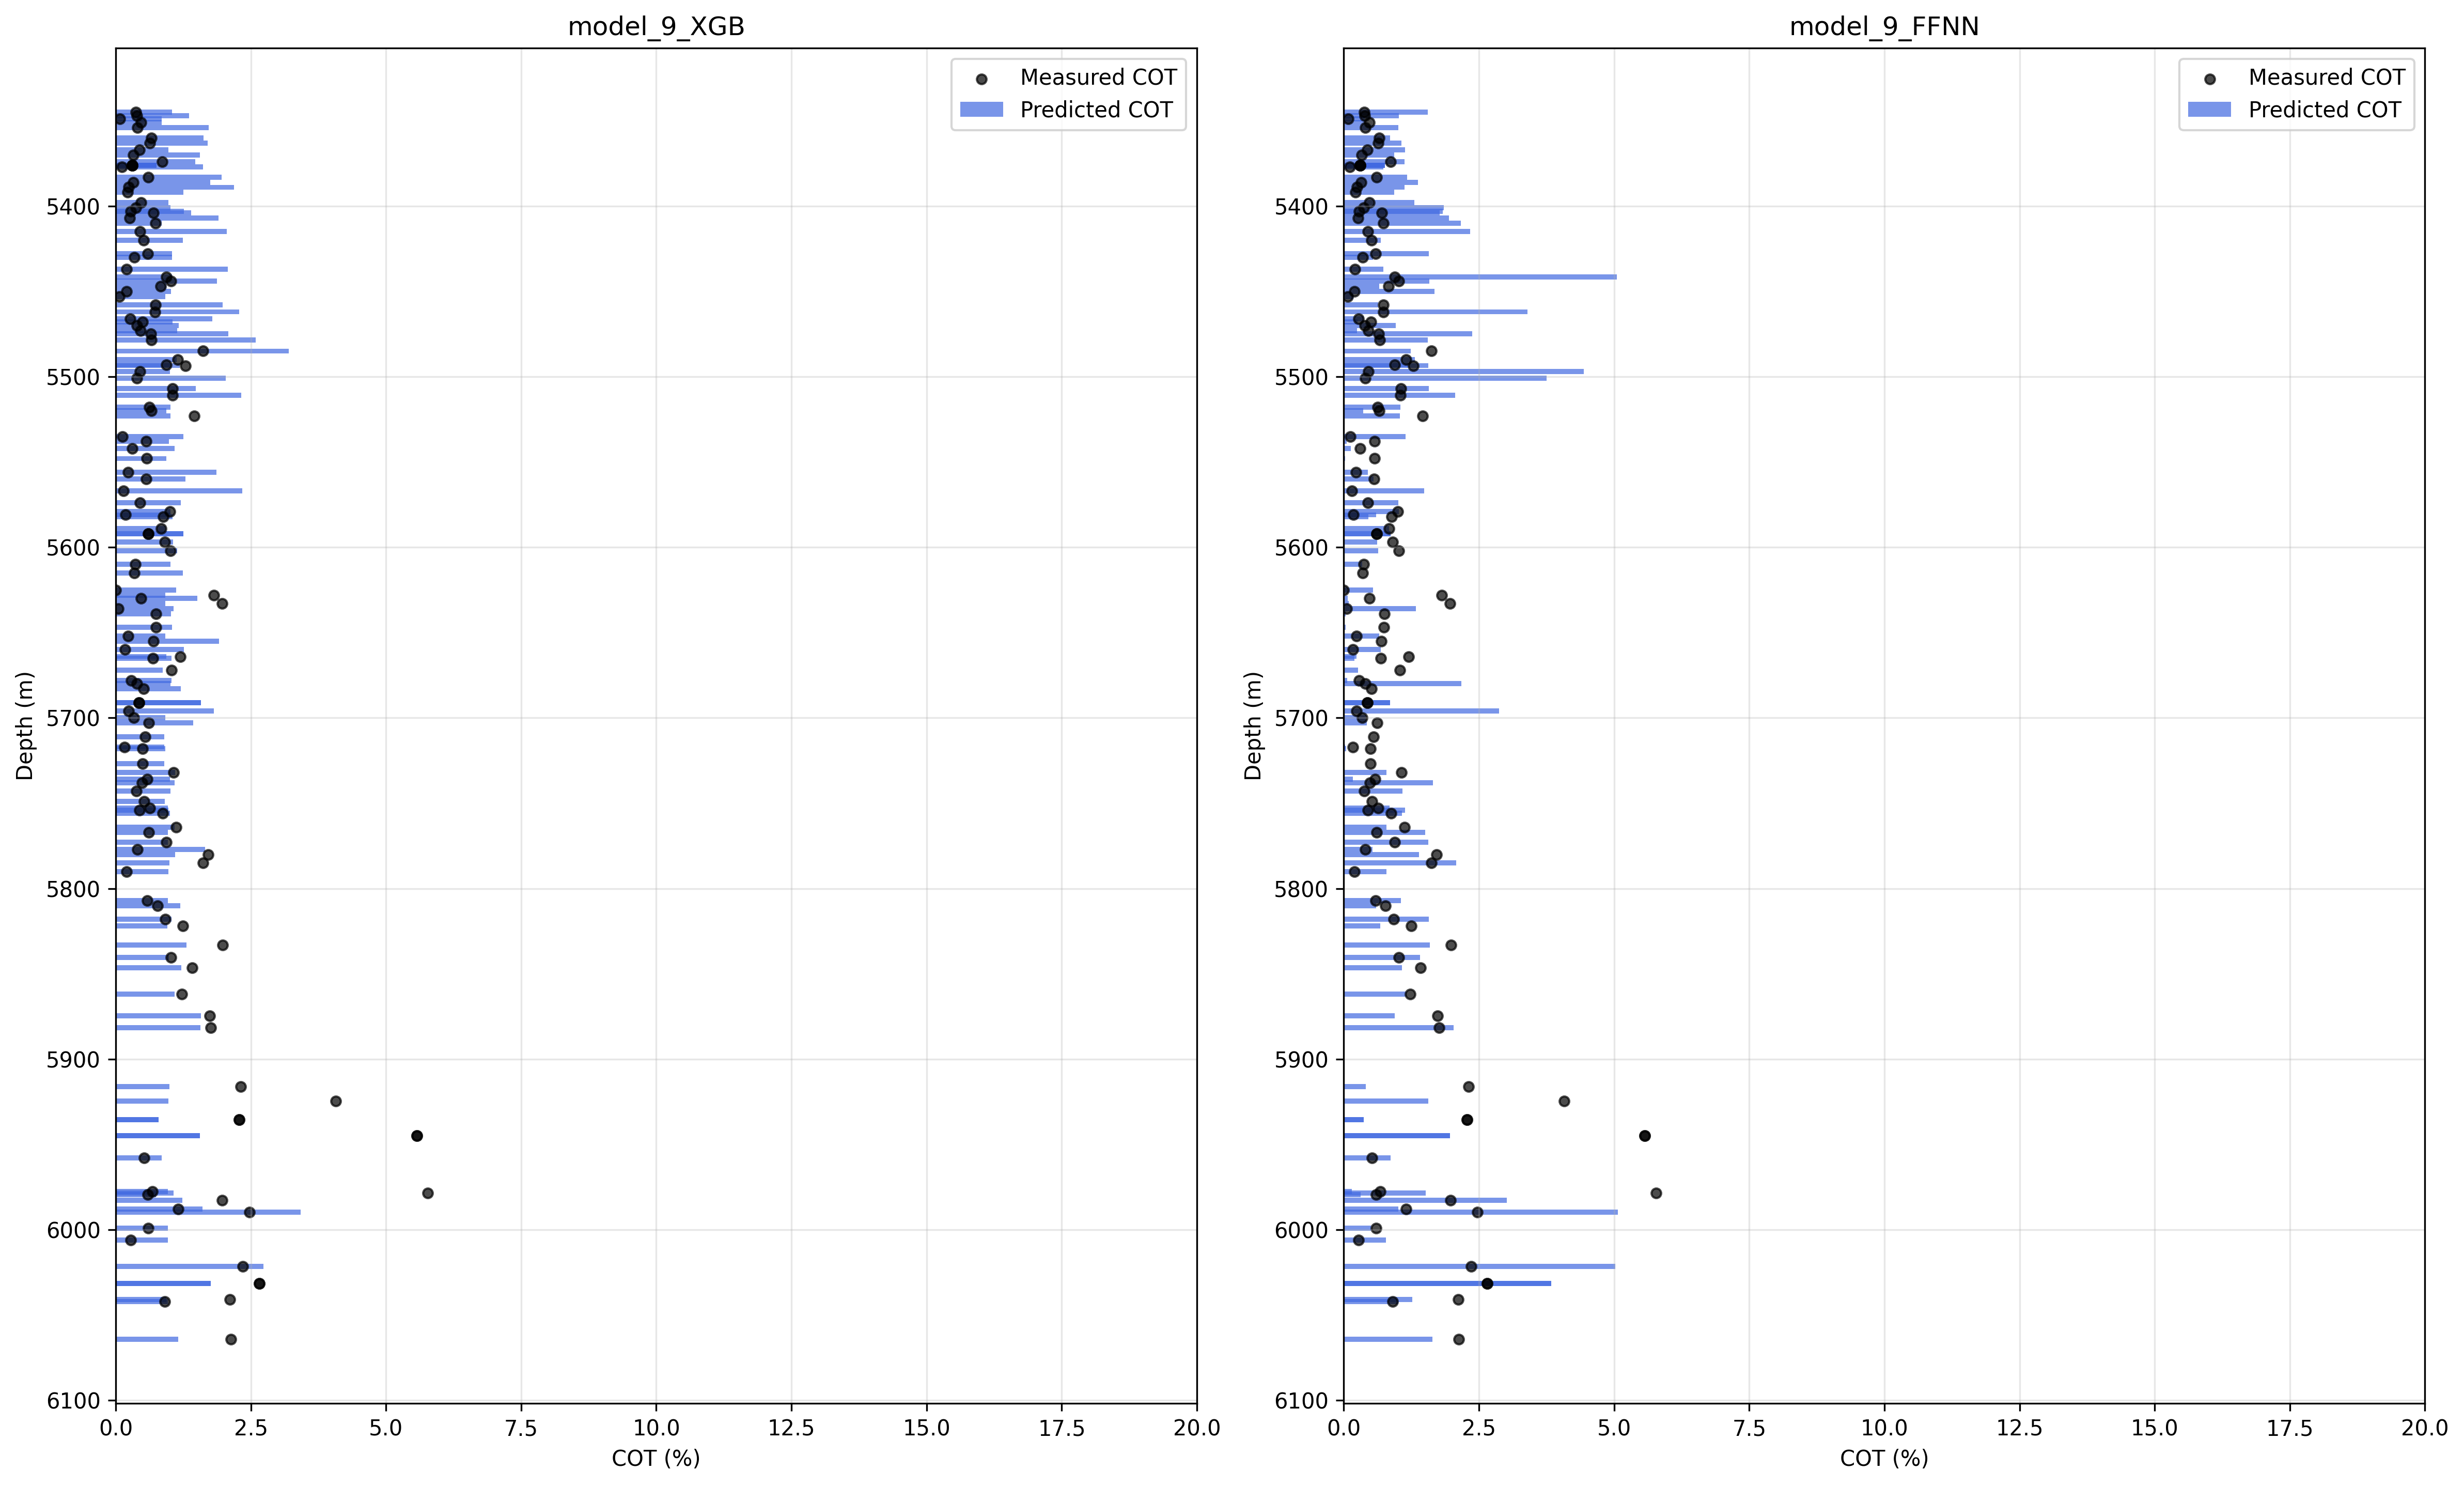 model_9_XGB
Measured COT
Predicted COT
5400
5500
5600
5700
5800
5900
6000
6100
Depth (m)
0.0 2.5 5.0 7.5 10.0 12.5 15.0 17.5 20.0
COT (%)
model_9_FFNN
Measured COT
Predicted COT
5400
5500
5600
5700
5800
5900
6000
6100
Depth (m)
0.0 2.5 5.0 7.5 10.0 12.5 15.0 17.5 20.0
COT (%)